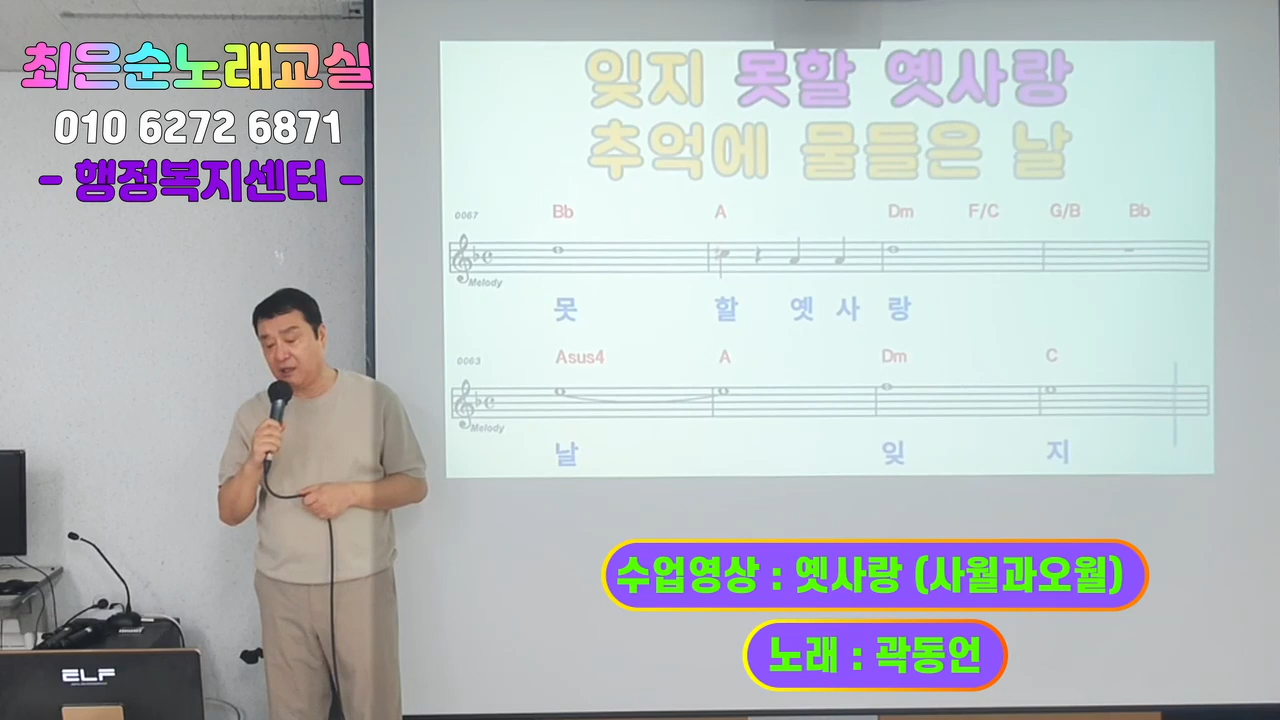 최은순노래교실
010 6272 6871
- 행정복지센터 -
잊지 못할 옛사랑
추억에 물들은 날
0067 Bb A Dm F/C G/B Bb
Melody
못 할 옛 사 랑
0063 Asus4 A Dm C
Melody
날 잊 지
수업영상 : 옛사랑 (사월과오월)
노래 : 곽동언
ELF